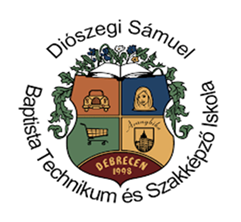 Diószegi Sámuel
Baptista Technikum és Szakképző Iskola
DEBRECEN
1998